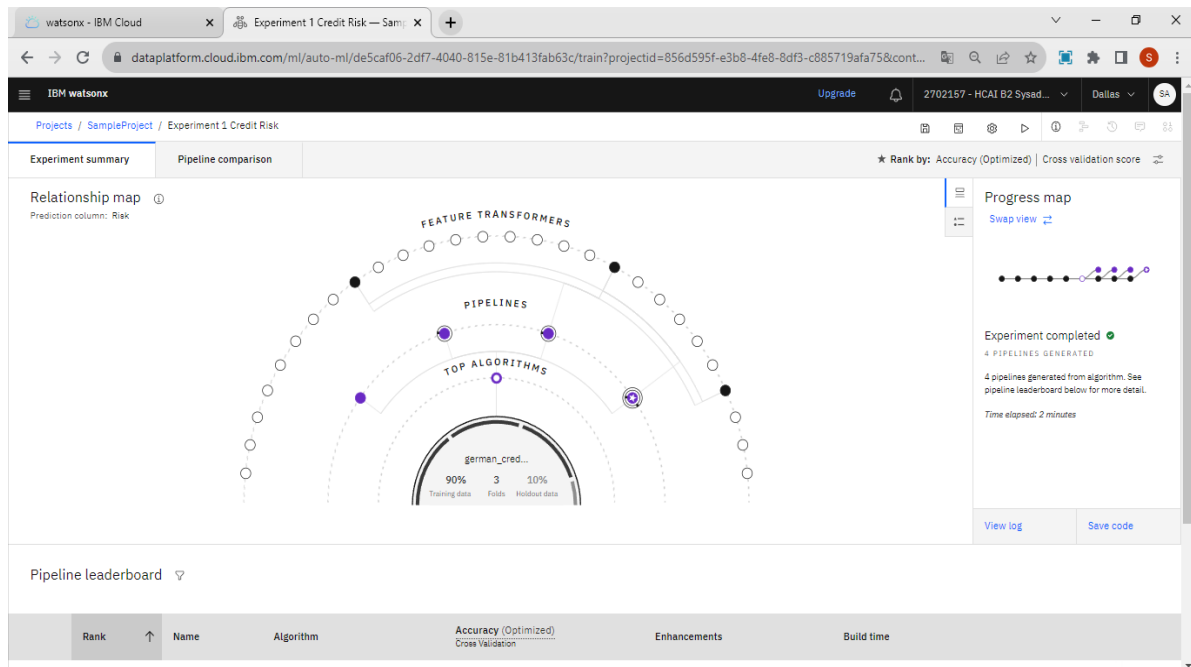 watsonx - IBM Cloud
Experiment 1 Credit Risk — Samp
dataplatform.cloud.ibm.com/ml/auto-ml/de5caf06-2df7-4040-815e-81b413fab63c/train?projectid=856d595f-e3b8-4fe8-8df3-c885719afa75&cont...
S
IBM watsonx
Upgrade
2702157 - HCAI B2 Sysad...
Dallas
SA
Projects / SampleProject / Experiment 1 Credit Risk
Experiment summary
Pipeline comparison
Rank by: Accuracy (Optimized) | Cross validation score
Relationship map
Prediction column: Risk
FEATURE TRANSFORMERS
PIPELINES
TOP ALGORITHMS
german_cred...
90% 3 10%
Training data Folds Holdout data
Progress map
Swap view
Experiment completed
4 PIPELINES GENERATED
4 pipelines generated from algorithm. See
pipeline leaderboard below for more detail.
Time elapsed: 2 minutes
View log
Save code
Pipeline leaderboard
Rank Name Algorithm Accuracy (Optimized) Enhancements Build time
Cross Validation